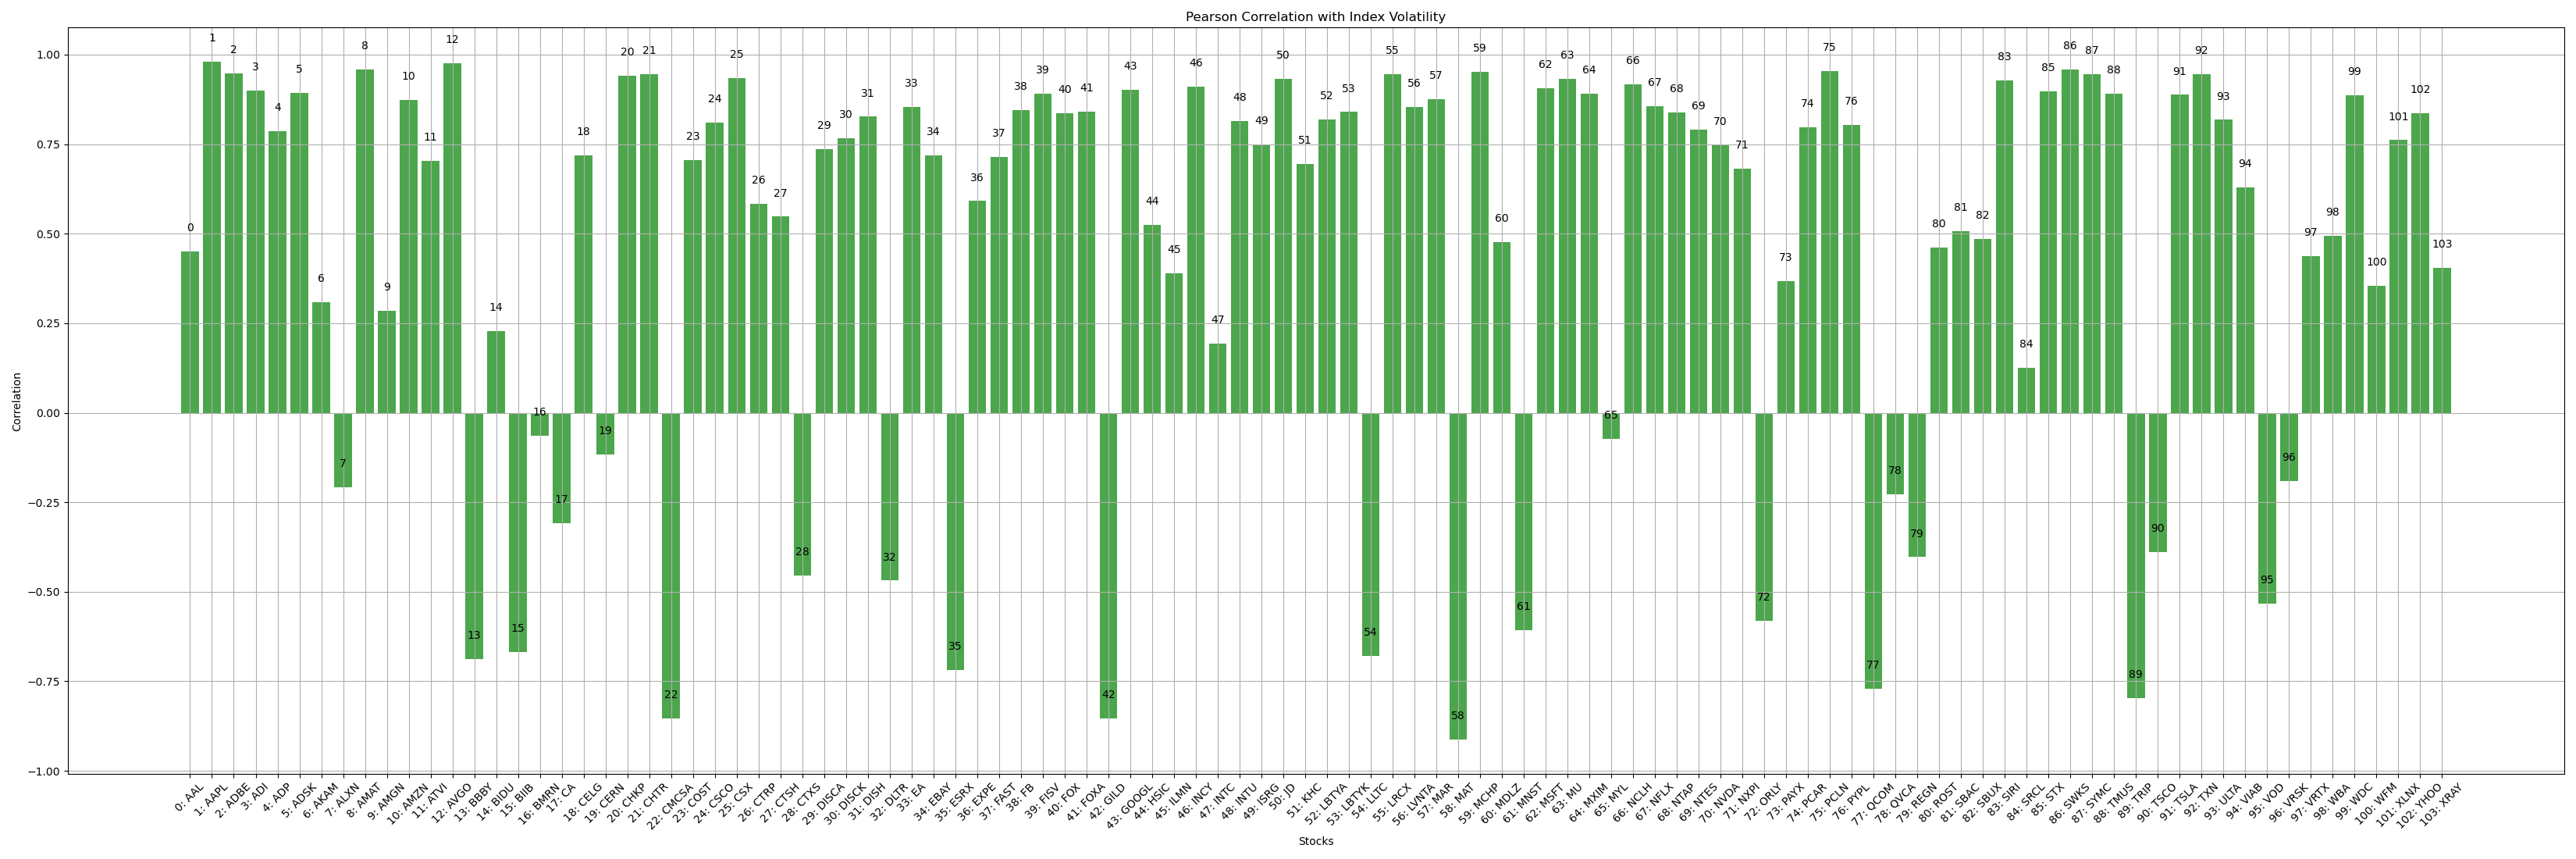 Pearson Correlation with Index Volatility
Correlation
1.00
0.75
0.50
0.25
0.00
−0.25
−0.50
−0.75
−1.00
0
1
2
3
4
5
6
7
8
9
10
11
12
13
14
15
16
17
18
19
20
21
22
23
24
25
26
27
28
29
30
31
32
33
34
35
36
37
38
39
40
41
42
43
44
45
46
47
48
49
50
51
52
53
54
55
56
57
58
59
60
61
62
63
64
65
66
67
68
69
70
71
72
73
74
75
76
77
78
79
80
81
82
83
84
85
86
87
88
89
90
91
92
93
94
95
96
97
98
99
100
101
102
103
0: AAL
1: AAPL
2: ADBE
3: ADI
4: ADP
5: ADSK
6: AKAM
7: ALXN
8: AMAT
9: AMGN
10: AMZN
11: ATVI
12: AVGO
13: BBBY
14: BIDU
15: BIIB
16: BMRN
17: CA
18: CELG
19: CERN
20: CHKP
21: CHTR
22: CMCSA
23: COST
24: CSCO
25: CSX
26: CTRP
27: CTSH
28: CTXS
29: DISCA
30: DISCK
31: DISH
32: DLTR
33: EA
34: EBAY
35: ESRX
36: EXPE
37: FAST
38: FB
39: FISV
40: FOX
41: FOXA
42: GILD
43: GOOGL
44: HSIC
45: ILMN
46: INCY
47: INTC
48: INTU
49: ISRG
50: JD
51: KHC
52: LBTYA
53: LBTYK
54: LLTC
55: LRCX
56: LVNTA
57: MAR
58: MAT
59: MCHP
60: MDLZ
61: MNST
62: MSFT
63: MU
64: MXIM
65: MYL
66: NCLH
67: NFLX
68: NTAP
69: NTES
70: NVDA
71: NXPI
72: ORLY
73: PAYX
74: PCAR
75: PCLN
76: PYPL
77: QCOM
78: QVCA
79: REGN
80: ROST
81: SBAC
82: SBUX
83: SIRI
84: SRCL
85: STX
86: SWKS
87: SYMC
88: TMUS
89: TRIP
90: TSCO
91: TSLA
92: TXN
93: ULTA
94: VIAB
95: VOD
96: VRSK
97: VRTX
98: WBA
99: WDC
100: WFM
101: XLNX
102: YHOO
103: XRAY
Stocks